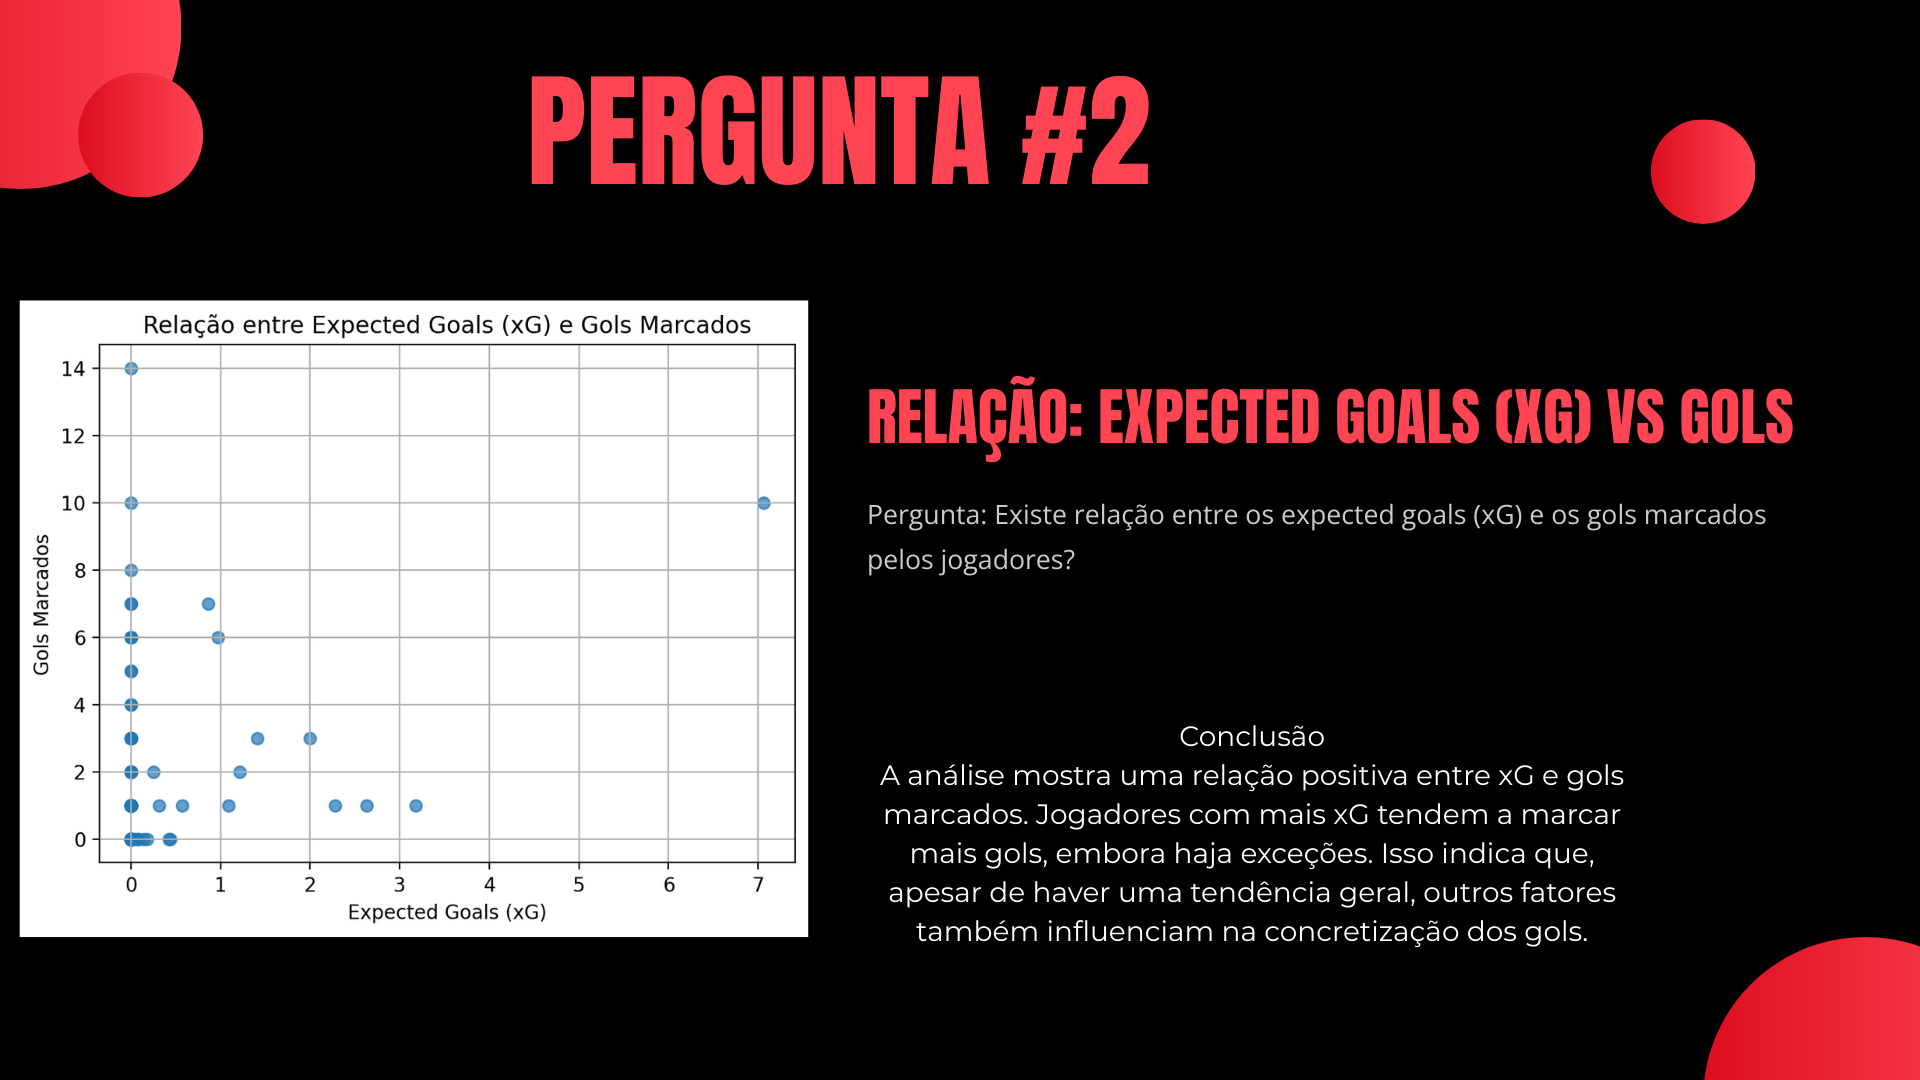 PERGUNTA #2
Relação entre Expected Goals (xG) e Gols Marcados
14
12
10
8
6
4
2
0
Gols Marcados
0 1 2 3 4 5 6 7
Expected Goals (xG)
RELAÇÃO: EXPECTED GOALS (XG) VS GOLS
Pergunta: Existe relação entre os expected goals (xG) e os gols marcados
pelos jogadores?
Conclusão
A análise mostra uma relação positiva entre xG e gols
marcados. Jogadores com mais xG tendem a marcar
mais gols, embora haja exceções. Isso indica que,
apesar de haver uma tendência geral, outros fatores
também influenciam na concretização dos gols.